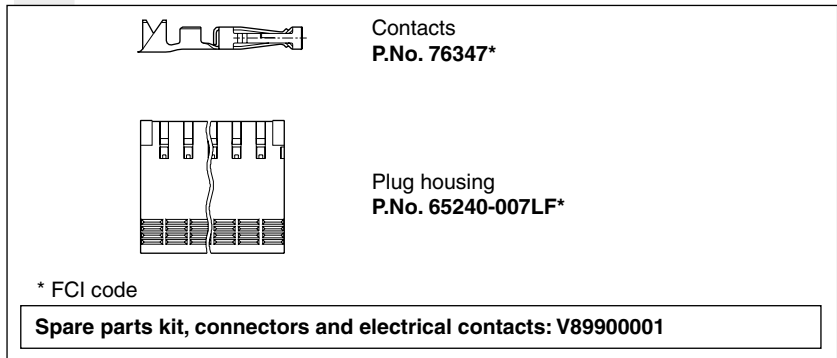 Contacts
P.No. 76347*
Plug housing
P.No. 65240-007LF*
* FCI code
Spare parts kit, connectors and electrical contacts: V89900001